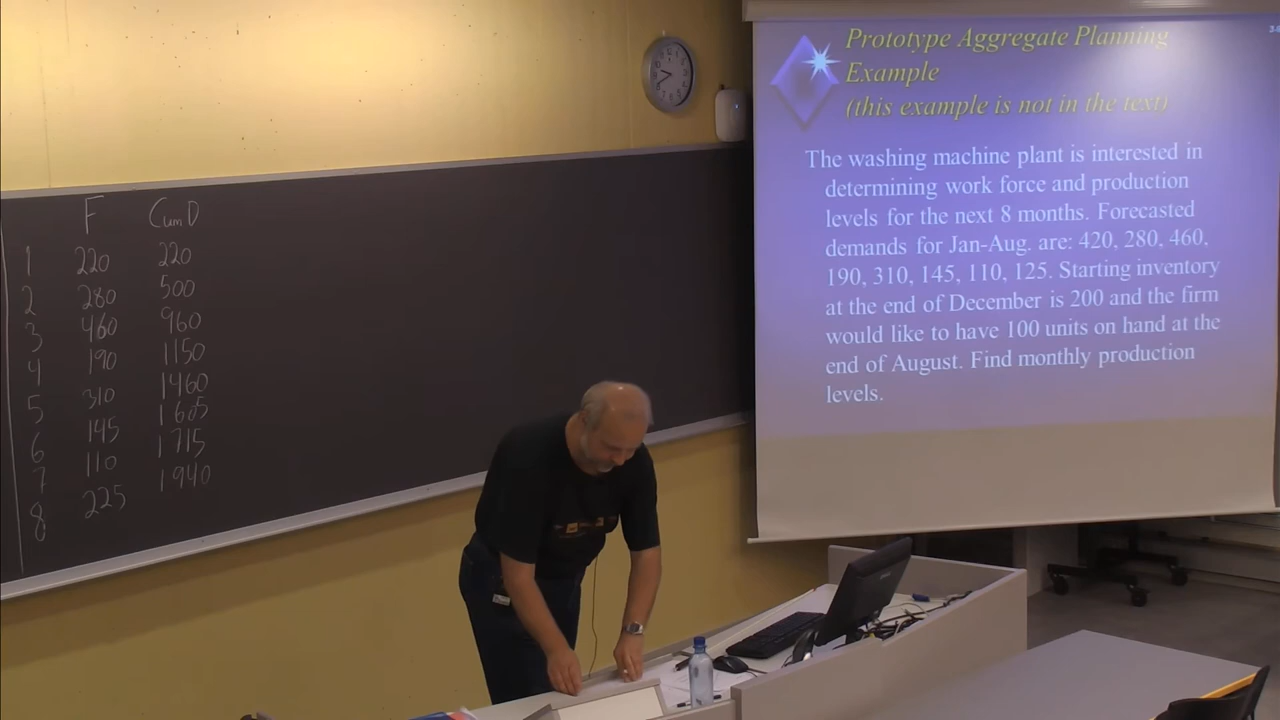 F CumD
1 220 220
2 280 500
3 460 960
4 190 1150
5 310 1460
6 145 1605
7 110 1715
8 225 1940
Prototype Aggregate Planning
Example
(this example is not in the text)
The washing machine plant is interested in
determining work force and production
levels for the next 8 months. Forecasted
demands for Jan-Aug. are: 420, 280, 460,
190, 310, 145, 110, 125. Starting inventory
at the end of December is 200 and the firm
would like to have 100 units on hand at the
end of August. Find monthly production
levels.